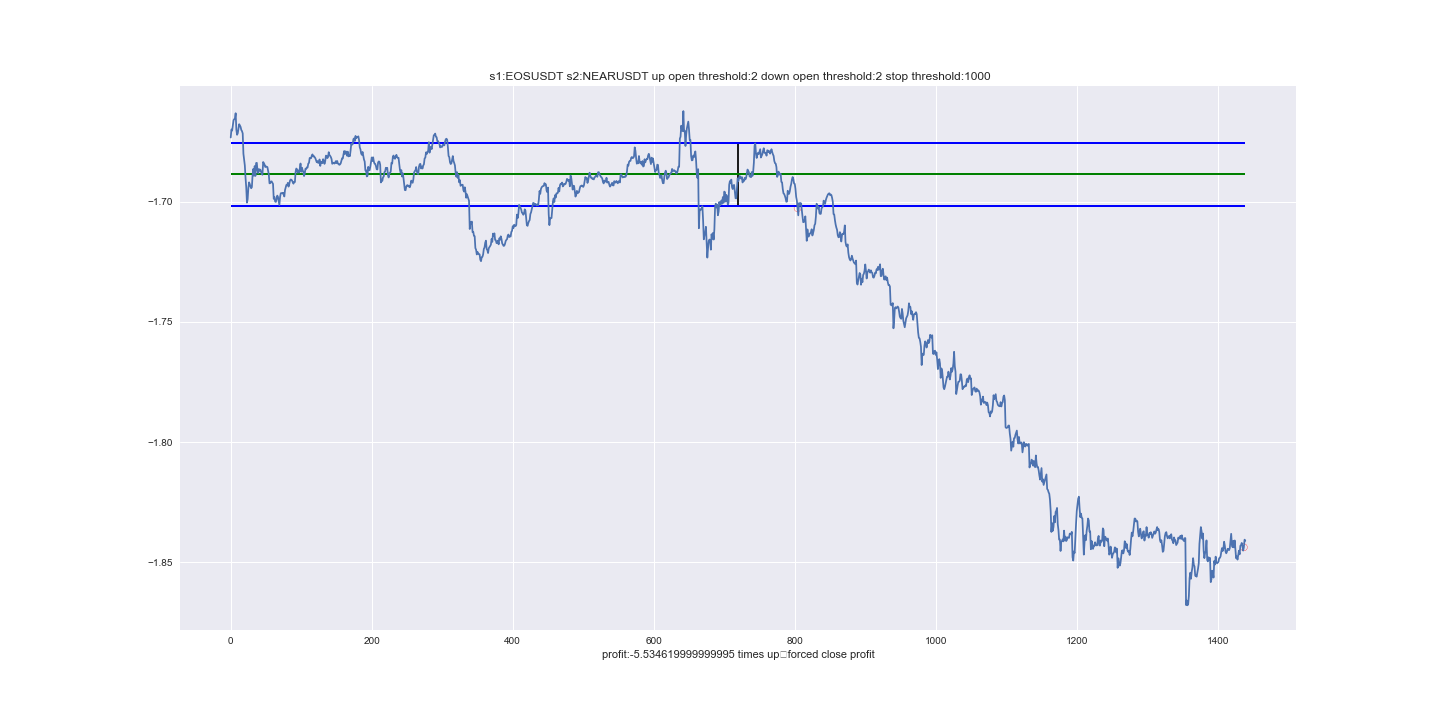 s1:EOSUSDT s2:NEARUSDT up open threshold:2 down open threshold:2 stop threshold:1000
−1.70
−1.75
−1.80
−1.85
0 200 400 600 800 1000 1200 1400
profit:-5.534619999999995 times up□forced close profit